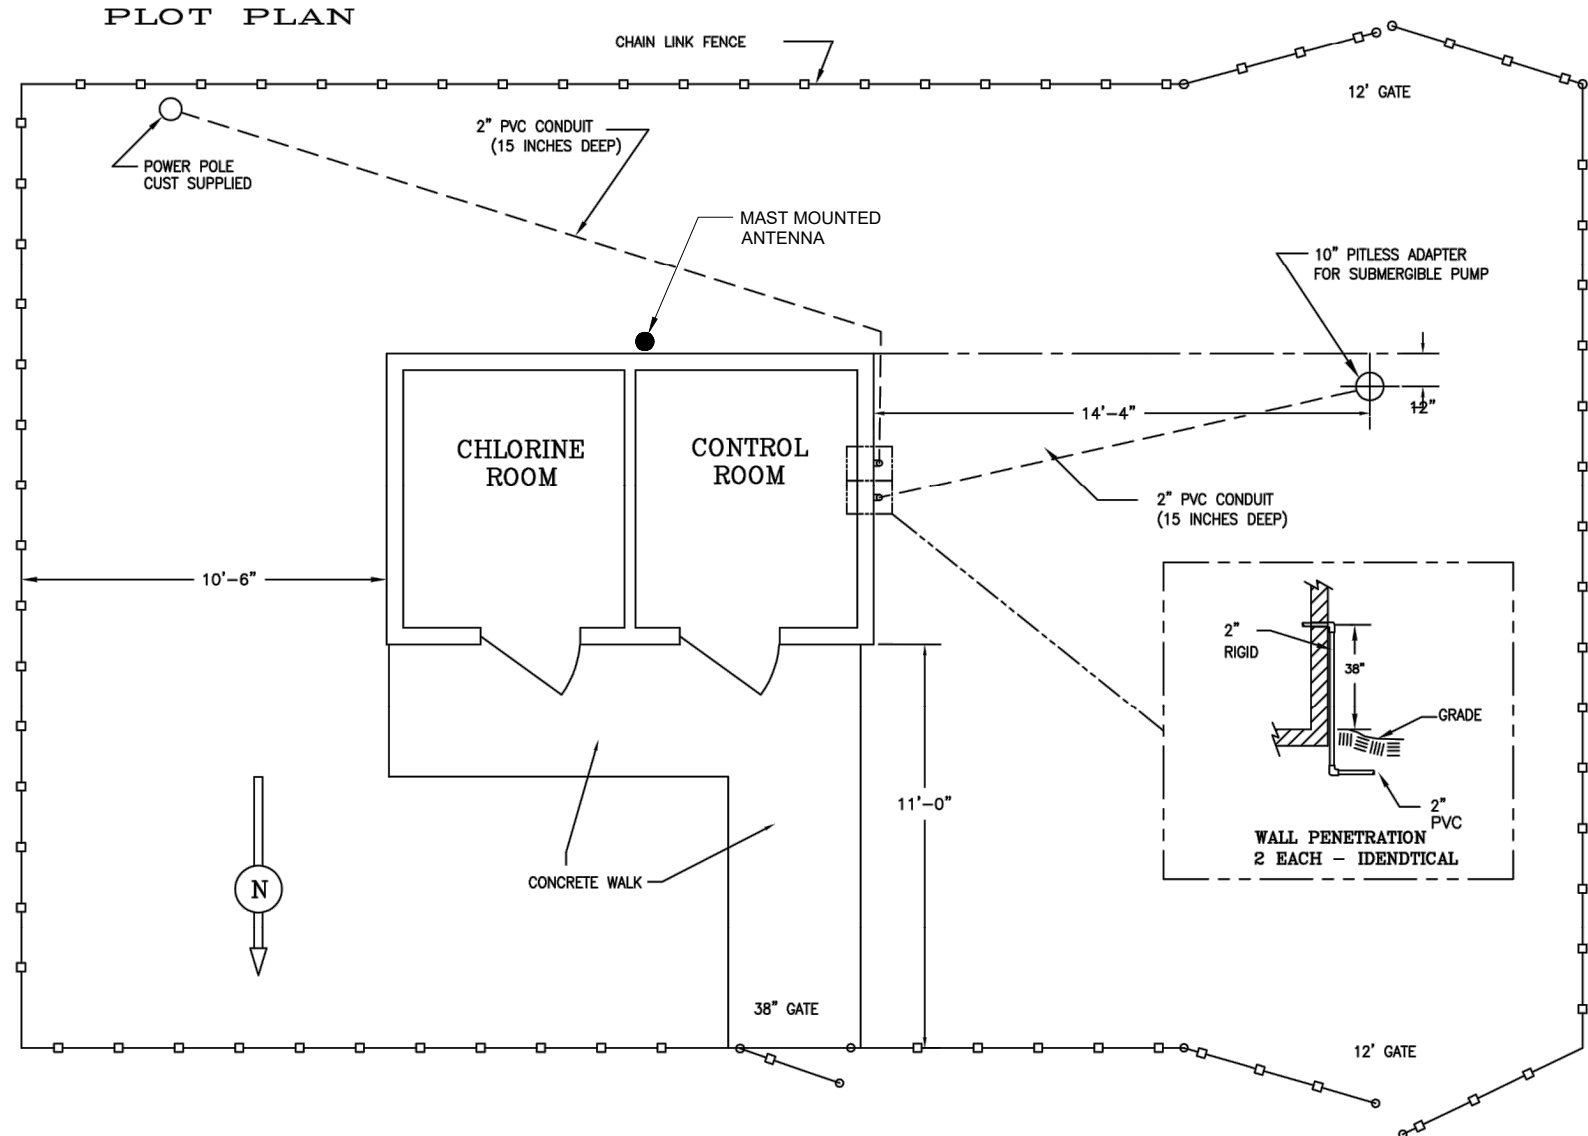 PLOT PLAN
CHAIN LINK FENCE
12' GATE
2" PVC CONDUIT
(15 INCHES DEEP)
POWER POLE
CUST SUPPLIED
MAST MOUNTED
ANTENNA
10" PITLESS ADAPTER
FOR SUBMERGIBLE PUMP
12"
14'-4"
CHLORINE
ROOM
CONTROL
ROOM
2" PVC CONDUIT
(15 INCHES DEEP)
10'-6"
2"
RIGID
38"
GRADE
2"
PVC
WALL PENETRATION
2 EACH - IDENDTICAL
11'-0"
CONCRETE WALK
N
38" GATE
12' GATE